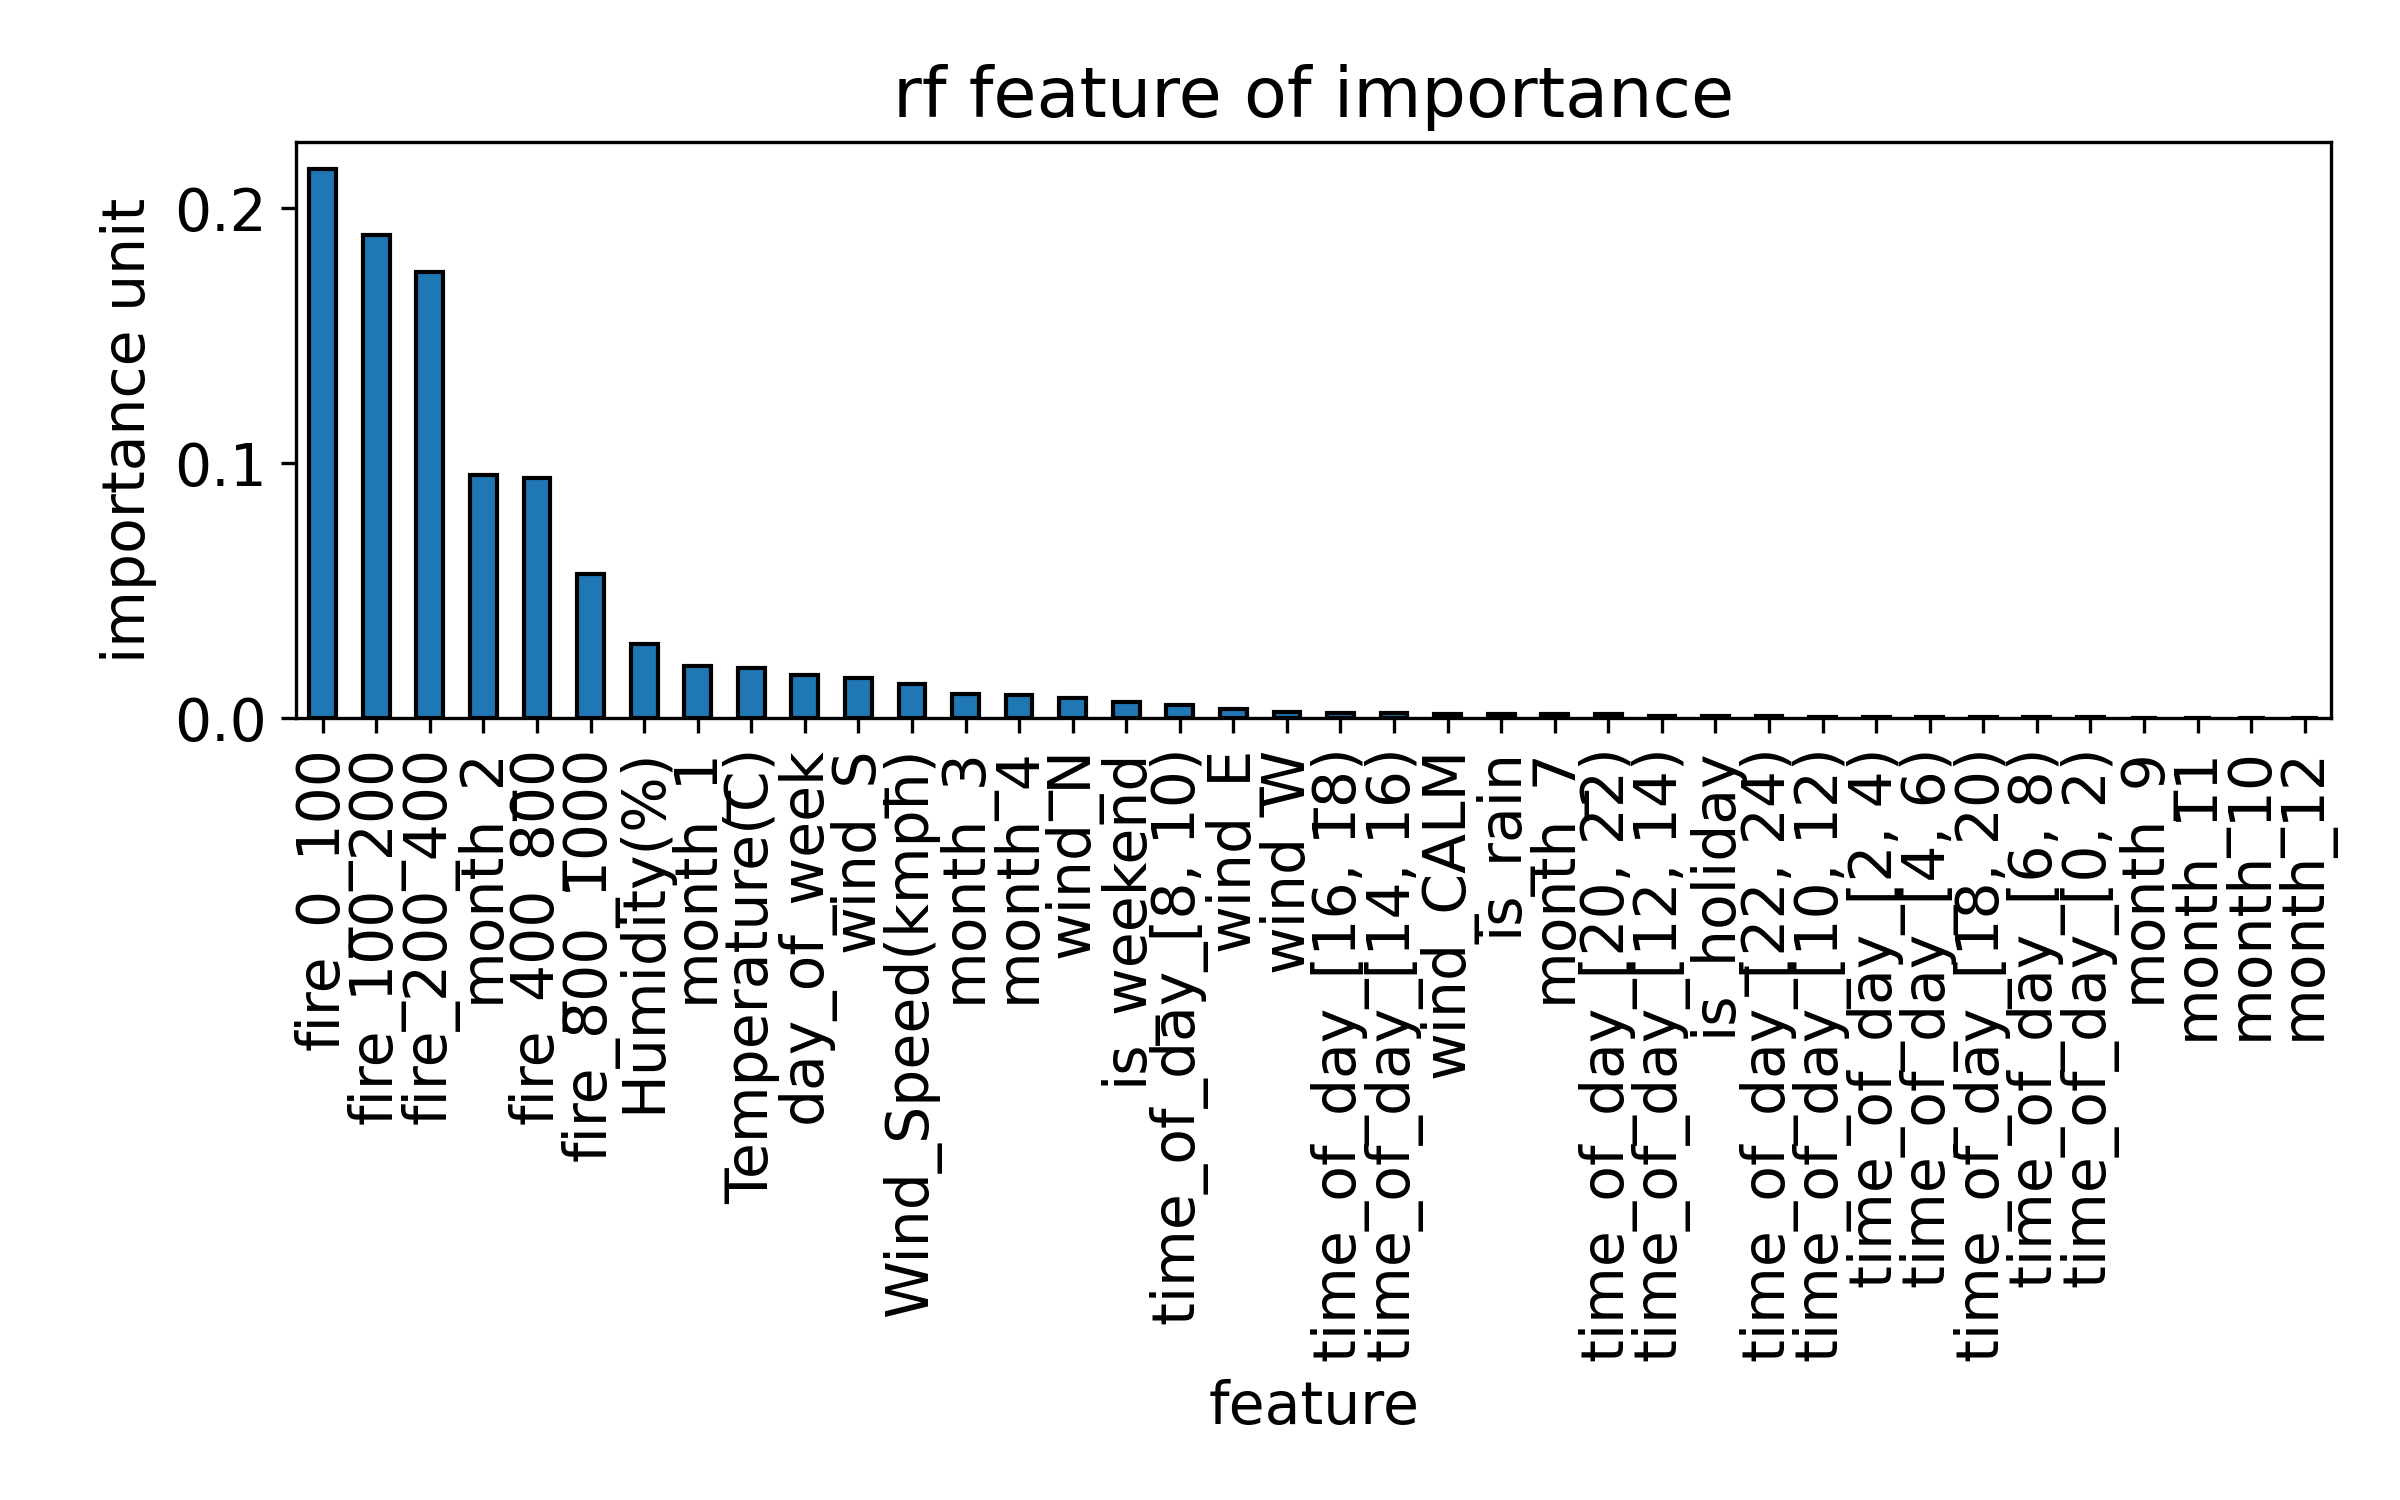 rf feature of importance
importance unit
0.2
0.1
0.0
fire_0_100
fire_100_200
fire_200_400
month_2
fire_400_800
fire_800_1000
Humidity(%)
month_1
Temperature(C)
day_of_week
wind_S
Wind_Speed(kmph)
month_3
month_4
wind_N
is_weekend
time_of_day_[8, 10)
wind_E
wind_W
time_of_day_[16, 18)
time_of_day_[14, 16)
wind_CALM
is_rain
month_7
time_of_day_[20, 22)
time_of_day_[12, 14)
is_holiday
time_of_day_[22, 24)
time_of_day_[10, 12)
time_of_day_[2, 4)
time_of_day_[4, 6)
time_of_day_[18, 20)
time_of_day_[6, 8)
time_of_day_[0, 2)
month_9
month_11
month_10
month_12
feature